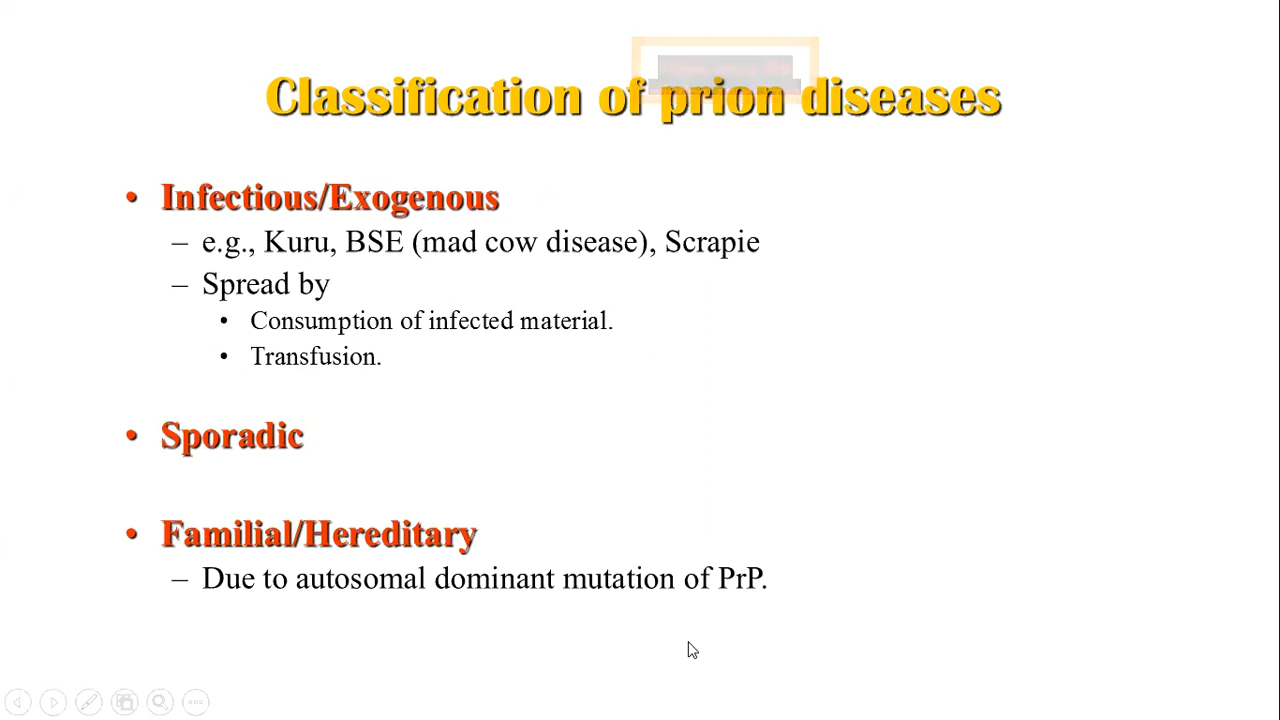 Classification of prion diseases
• Infectious/Exogenous
– e.g., Kuru, BSE (mad cow disease), Scrapie
– Spread by
• Consumption of infected material.
• Transfusion.
• Sporadic
• Familial/Hereditary
– Due to autosomal dominant mutation of PrP.